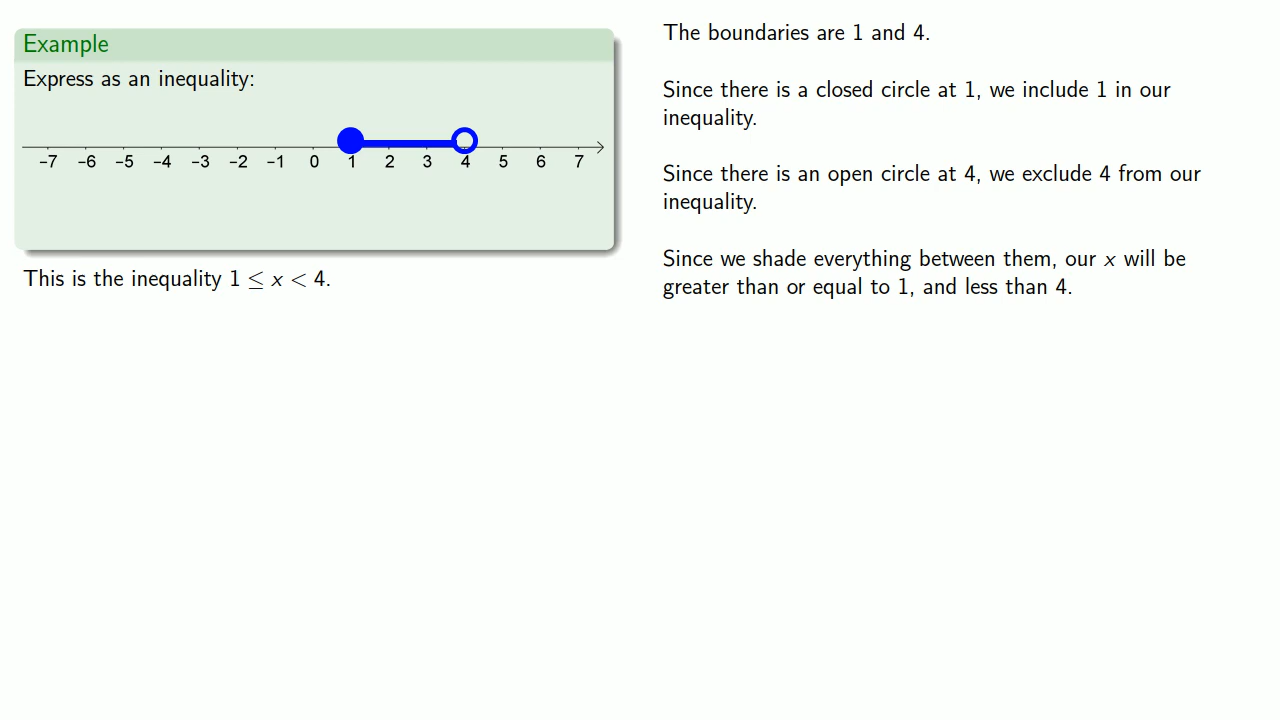 Example
Express as an inequality:
−7 −6 −5 −4 −3 −2 −1 0 1 2 3 4 5 6 7
This is the inequality 1 ≤ x < 4.
The boundaries are 1 and 4.
Since there is a closed circle at 1, we include 1 in our
inequality.
Since there is an open circle at 4, we exclude 4 from our
inequality.
Since we shade everything between them, our x will be
greater than or equal to 1, and less than 4.